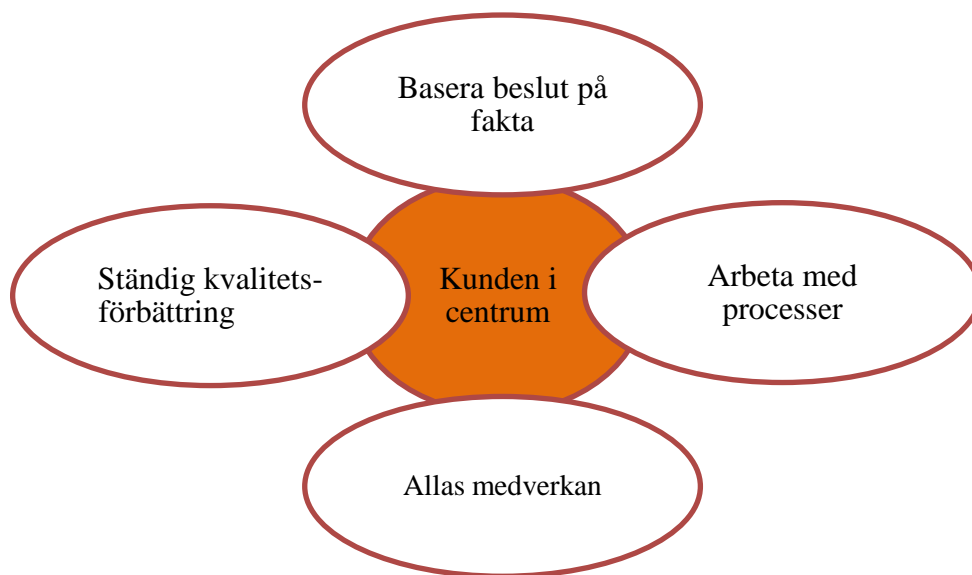 Basera beslut på
fakta
Ständig kvalitets-
förbättring
Kunden i
centrum
Arbeta med
processer
Allas medverkan